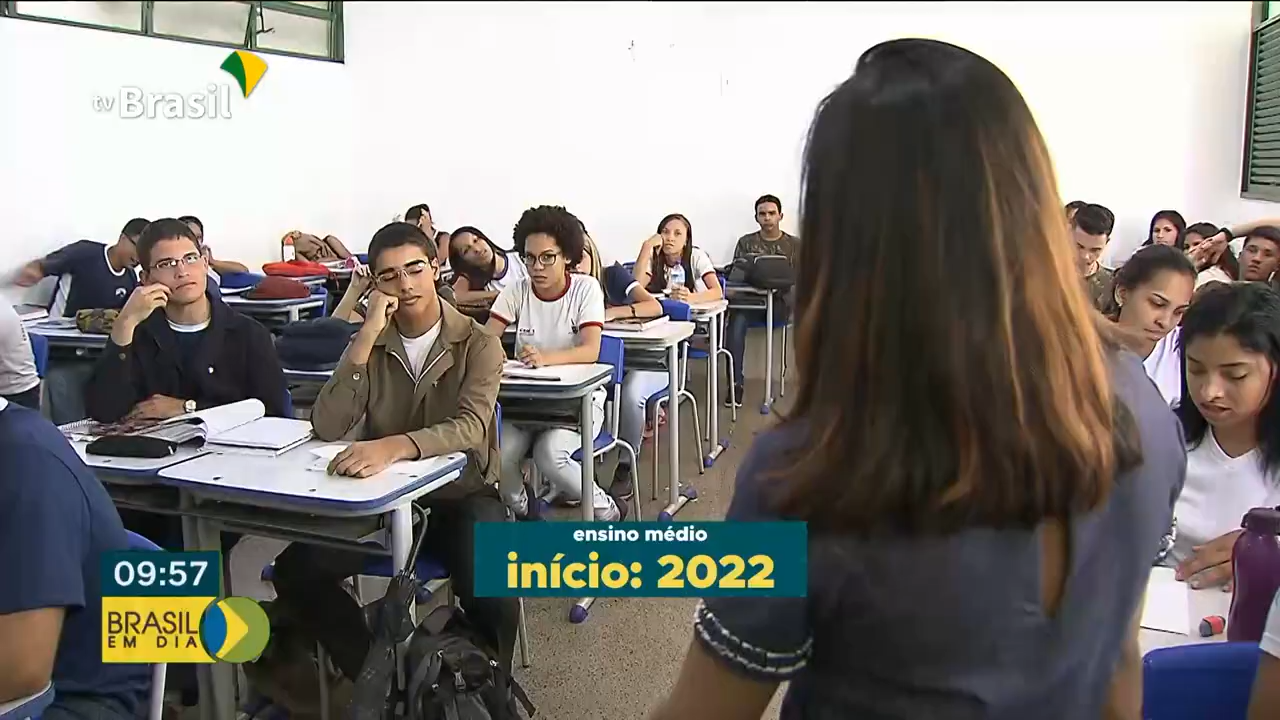 tv Brasil
ensino médio
início: 2022
09:57
BRASIL
EM DIA